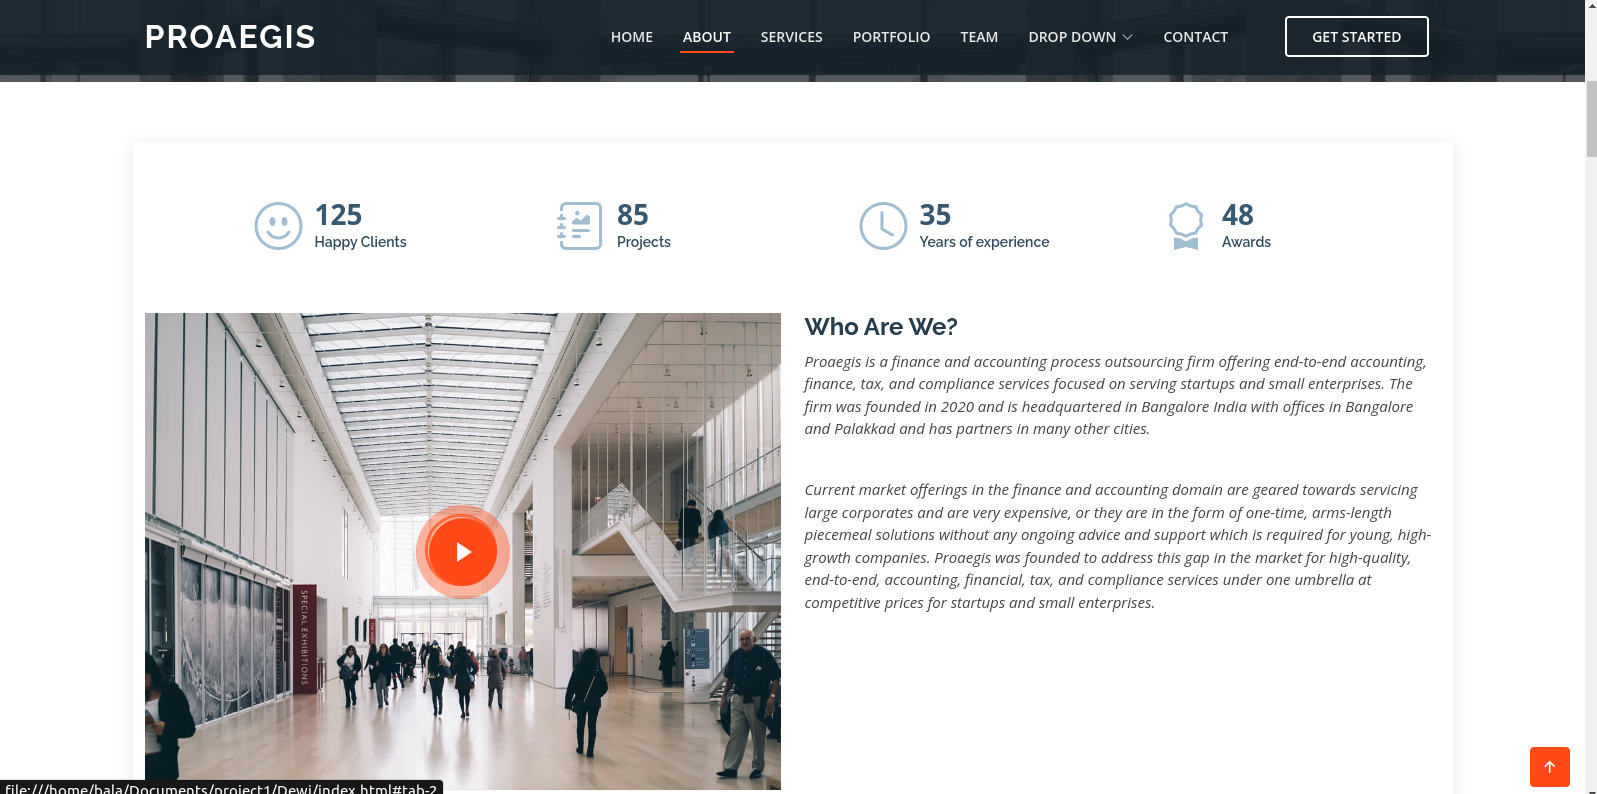 PROAEGIS
HOME ABOUT SERVICES PORTFOLIO TEAM DROP DOWN CONTACT GET STARTED
125
Happy Clients
85
Projects
35
Years of experience
48
Awards
Who Are We?
Proaegis is a finance and accounting process outsourcing firm offering end-to-end accounting,
finance, tax, and compliance services focused on serving startups and small enterprises. The
firm was founded in 2020 and is headquartered in Bangalore India with offices in Bangalore
and Palakkad and has partners in many other cities.
Current market offerings in the finance and accounting domain are geared towards servicing
large corporates and are very expensive, or they are in the form of one-time, arms-length
piecemeal solutions without any ongoing advice and support which is required for young, high-
growth companies. Proaegis was founded to address this gap in the market for high-quality,
end-to-end, accounting, financial, tax, and compliance services under one umbrella at
competitive prices for startups and small enterprises.
SPECIAL EXHIBITIONS
file:///home/bala/Documents/project1/Dewi/index.html#tab-2